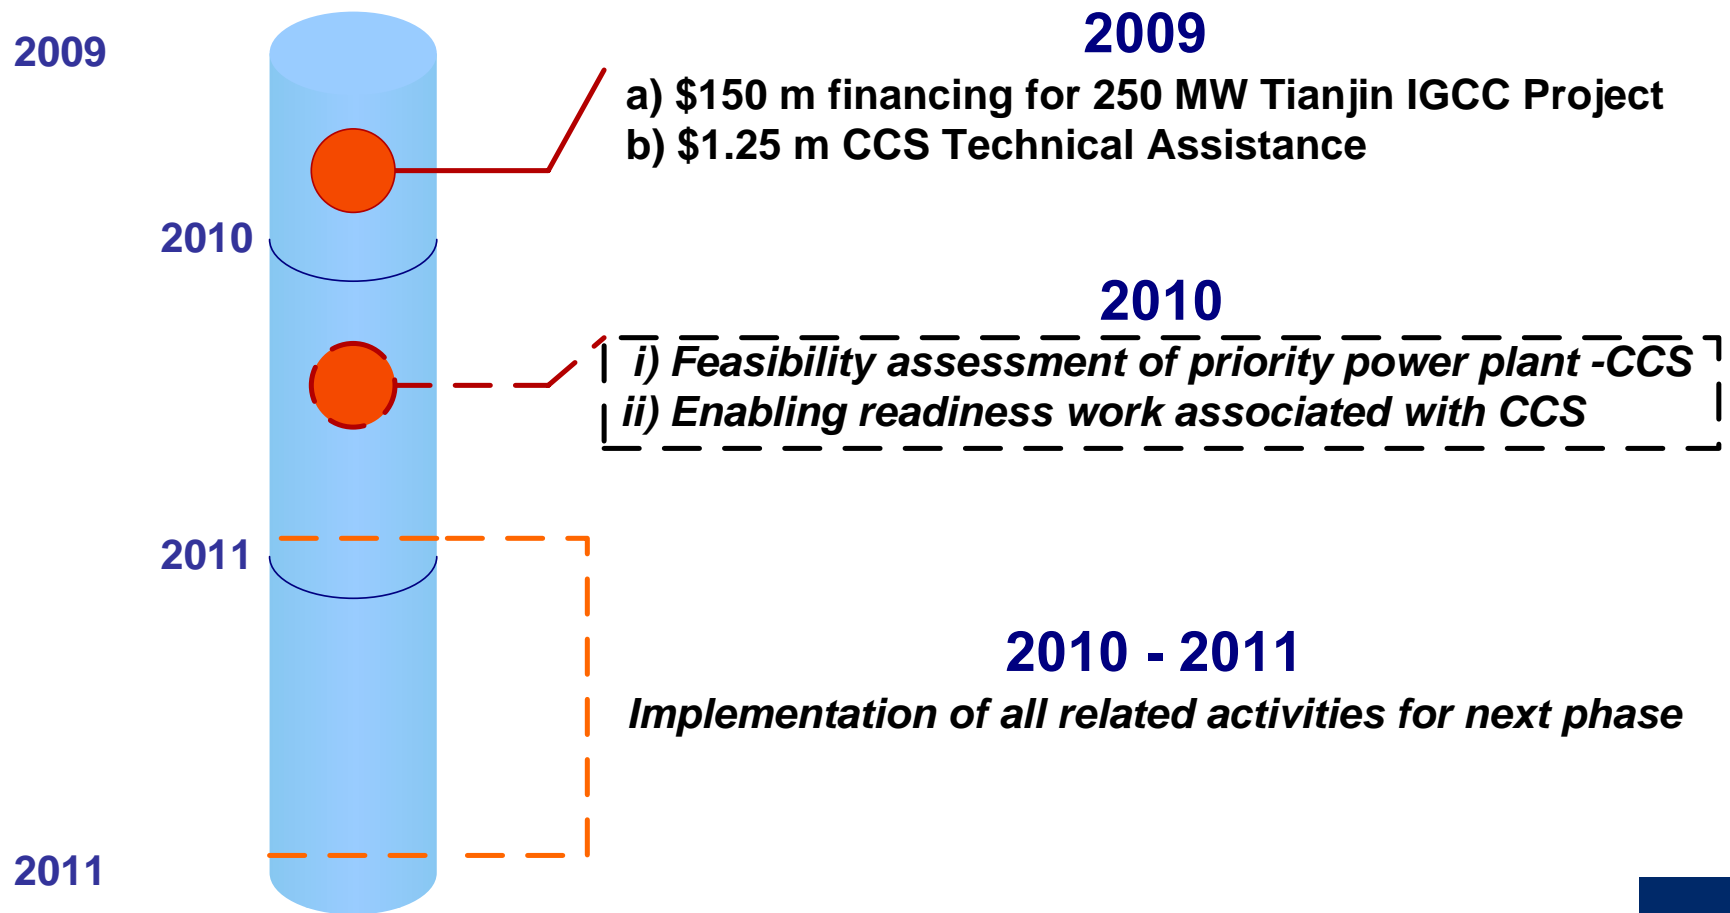 2009
2009
a) $150 m financing for 250 MW Tianjin IGCC Project
b) $1.25 m CCS Technical Assistance
2010
2010
i) Feasibility assessment of priority power plant -CCS
ii) Enabling readiness work associated with CCS
2011
2010 - 2011
Implementation of all related activities for next phase
2011